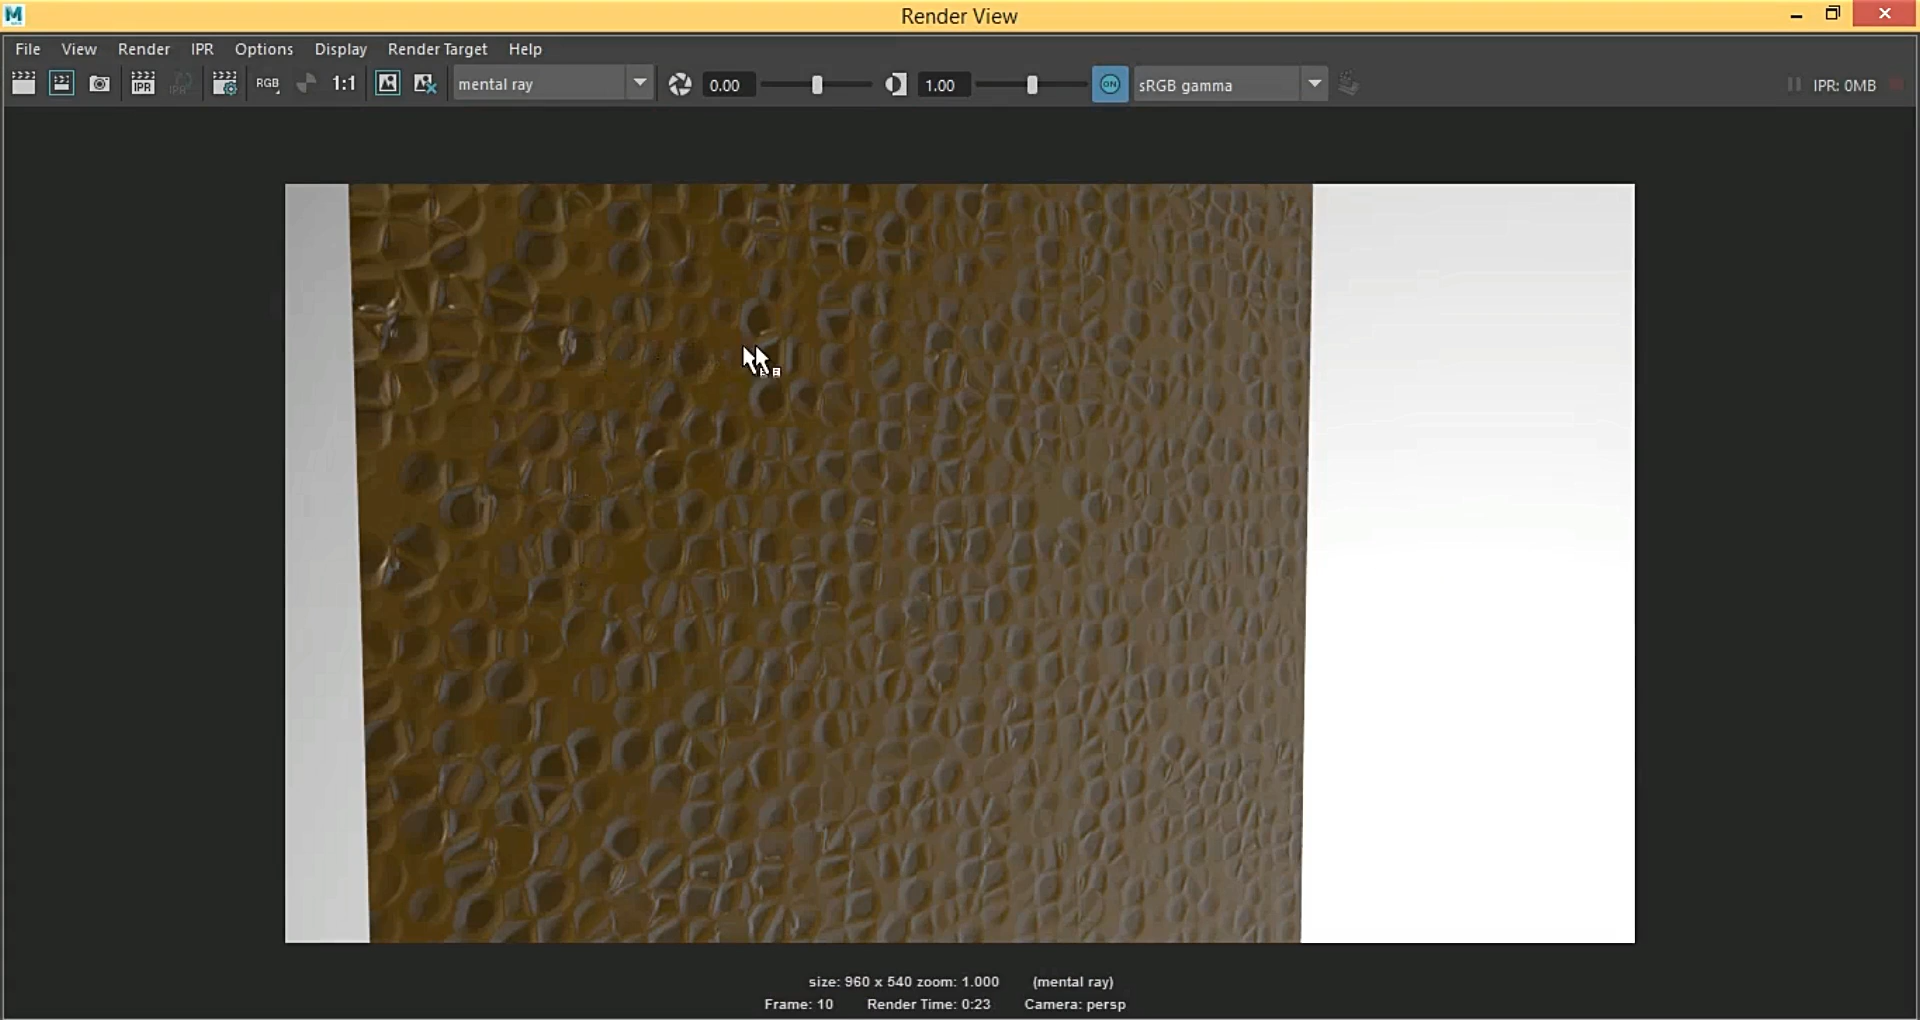 Render View
File View Render IPR Options Display Render Target Help
IPR RGB 1:1 mental ray 0.00 1.00 ON sRGB gamma IPR: 0MB
size: 960 x 540 zoom: 1.000 (mental ray)
Frame: 10 Render Time: 0:23 Camera: persp